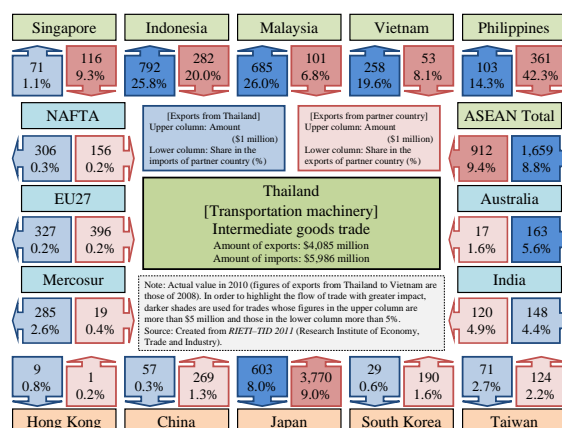 Singapore Indonesia Malaysia Vietnam Philippines
71 1.1% 116 9.3% 792 25.8% 282 20.0% 685 26.0% 101 6.8% 258 19.6% 53 8.1% 103 14.3% 361 42.3%
NAFTA
306 156
0.3% 0.2%
EU27
327 396
0.2% 0.2%
Mercosur
285 19
2.6% 0.4%
[Exports from Thailand]
Upper column: Amount
($1 million)
Lower column: Share in the
imports of partner country (%)
[Exports from partner country]
Upper column: Amount
($1 million)
Lower column: Share in the
exports of partner country (%)
Thailand
[Transportation machinery]
Intermediate goods trade
Amount of exports: $4,085 million
Amount of imports: $5,986 million
Note: Actual value in 2010 (figures of exports from Thailand to Vietnam are
those of 2008). In order to highlight the flow of trade with greater impact,
darker shades are used for trades whose figures in the upper column are
more than $5 million and those in the lower column more than 5%.
Source: Created from RIETI–TID 2011 (Research Institute of Economy,
Trade and Industry).
ASEAN Total
912 1,659
9.4% 8.8%
Australia
17 163
1.6% 5.6%
India
120 148
4.9% 4.4%
9 0.8% 1 0.2% 57 0.3% 269 1.3% 603 8.0% 3,770 9.0% 29 0.6% 190 1.6% 71 2.7% 124 2.2%
Hong Kong China Japan South Korea Taiwan